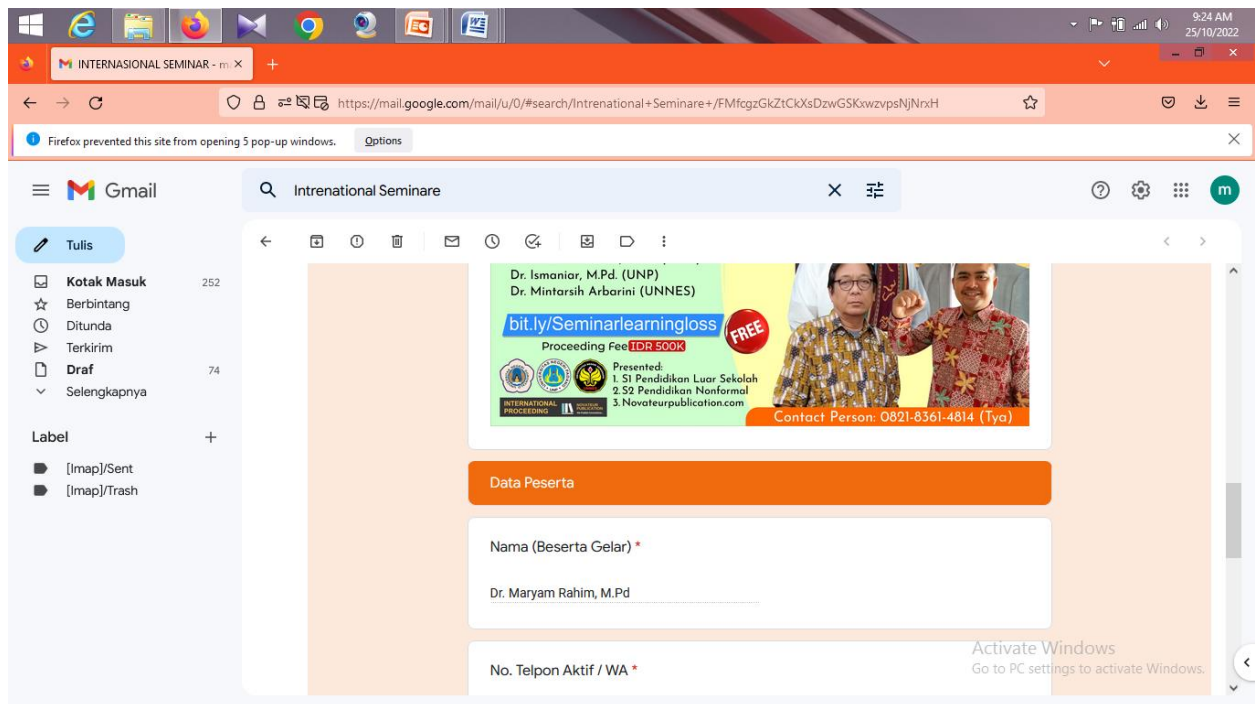 9:24 AM
25/10/2022
INTERNASIONAL SEMINAR - m
https://mail.google.com/mail/u/0/#search/Intrenational+Seminare+/FMfcgzGkZtCkXsDzwGSKxwzvpsNjNrxH
Firefox prevented this site from opening 5 pop-up windows. Options
Gmail
Intrenational Seminare
m
Tulis
Kotak Masuk 252
Berbintang
Ditunda
Terkirim
Draf 74
Selengkapnya
Label
[Imap]/Sent
[Imap]/Trash
Dr. Ismaniar, M.Pd. (UNP)
Dr. Mintarsih Arbarini (UNNES)
bit.ly/Seminarlearningloss
FREE
Proceeding Fee IDR 500K
Presented:
1. S1 Pendidikan Luar Sekolah
2. S2 Pendidikan Nonformal
3. Novateurpublication.com
INTERNATIONAL
PROCEEDING
NOVATEUR
PUBLICATION
Contact Person: 0821-8361-4814 (Tya)
Data Peserta
Nama (Beserta Gelar) *
Dr. Maryam Rahim, M.Pd
No. Telpon Aktif / WA *
Activate Windows
Go to PC settings to activate Windows.